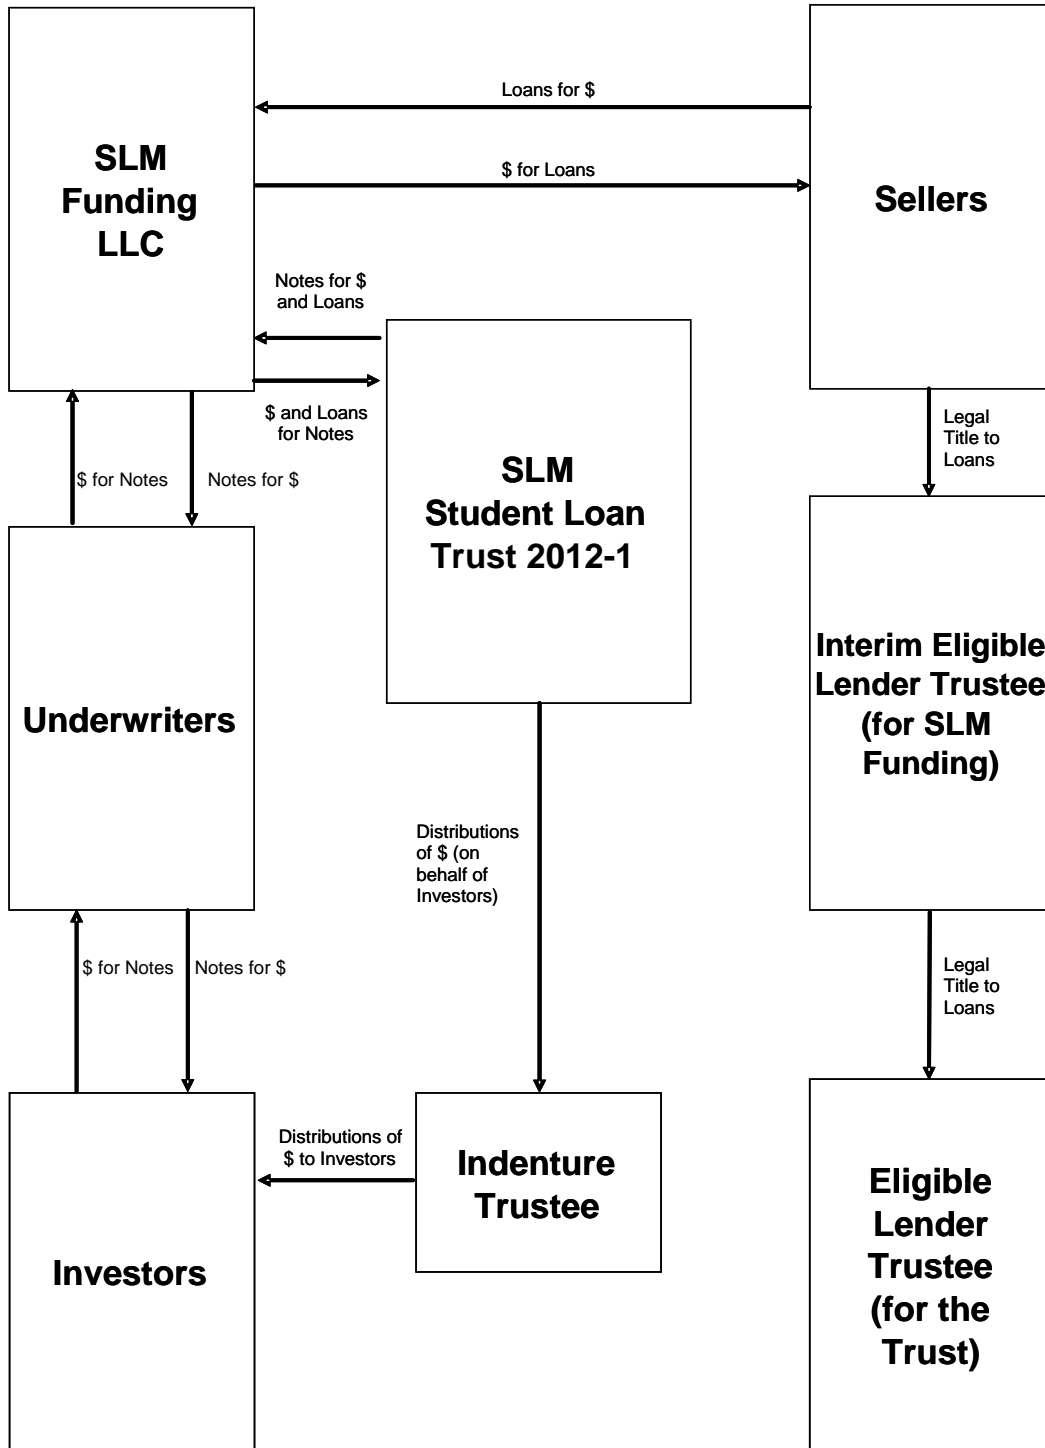 Loans for $
SLM
Funding
LLC
$ for Loans
Sellers
Notes for $
and Loans
$ and Loans
for Notes
Legal
Title to
Loans
$ for Notes
Notes for $
SLM
Student Loan
Trust 2012-1
Underwriters
Interim Eligible
Lender Trustee
(for SLM
Funding)
Distributions
of $ (on
behalf of
Investors)
$ for Notes
Notes for $
Legal
Title to
Loans
Distributions of
$ to Investors
Indenture
Trustee
Investors
Eligible
Lender
Trustee
(for the
Trust)